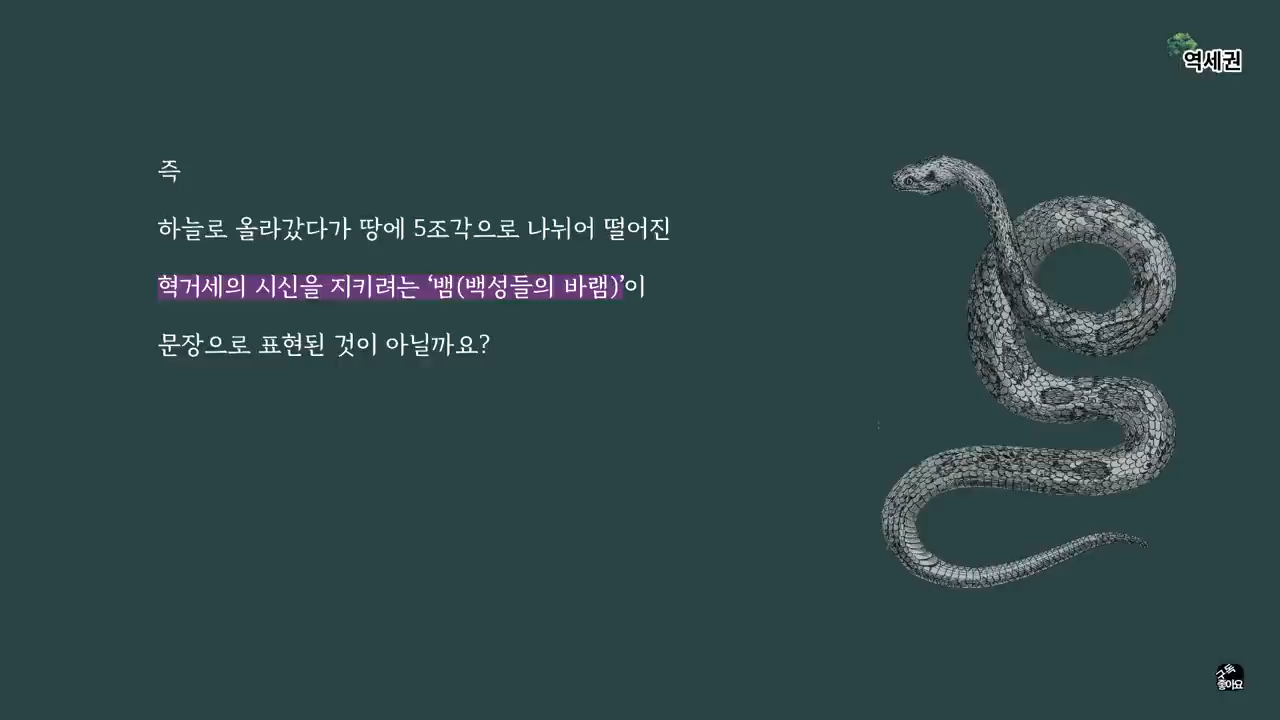 역세권
즉
하늘로 올라갔다가 땅에 5조각으로 나뉘어 떨어진
혁거세의 시신을 지키려는 ‘뱀(백성들의 바램)’이
문장으로 표현된 것이 아닐까요?
구독
좋아요